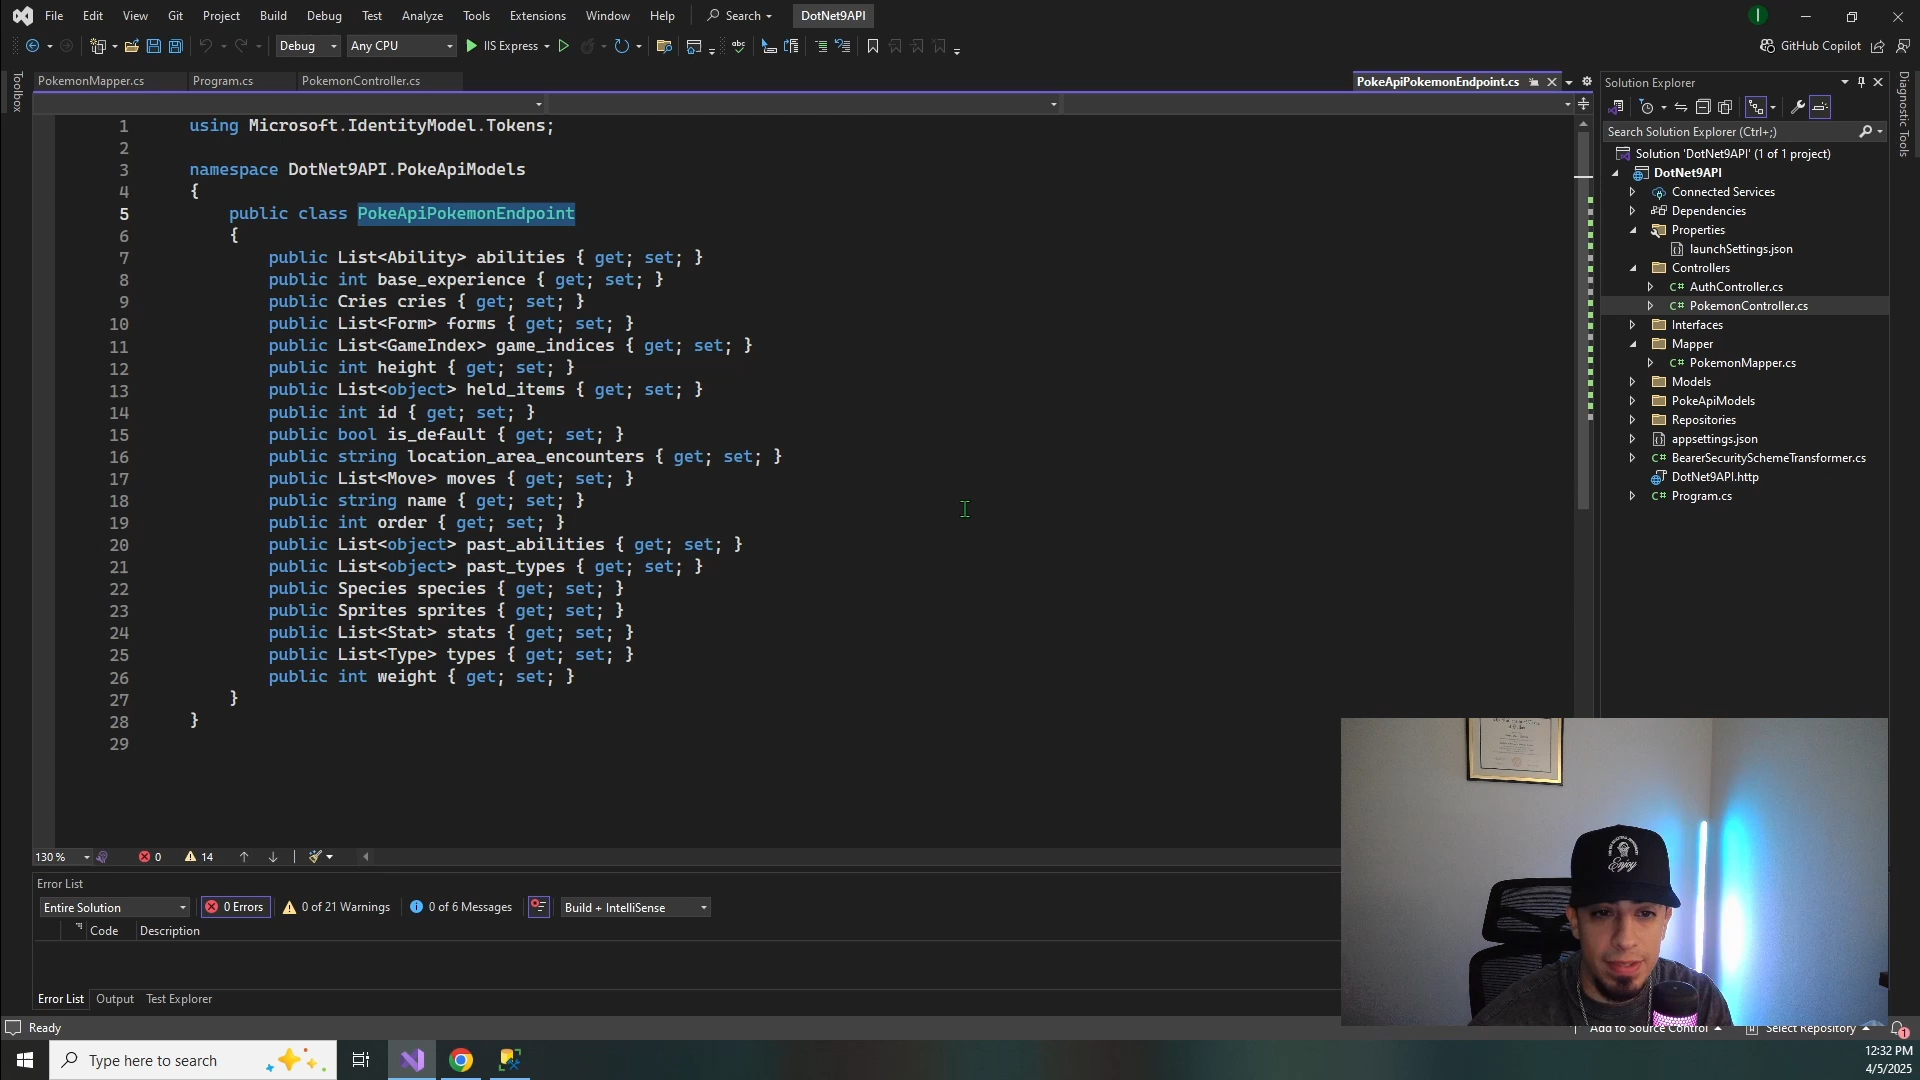 File Edit View Git Project Build Debug Test Analyze Tools Extensions Window Help Search DotNet9API
Debug Any CPU IIS Express GitHub Copilot
PokemonMapper.cs Program.cs PokemonController.cs PokeApiPokemonEndpoint.cs
Toolbox
1 using Microsoft.IdentityModel.Tokens;
2
3 namespace DotNet9API.PokeApiModels
4 {
5 public class PokeApiPokemonEndpoint
6 {
7 public List<Ability> abilities { get; set; }
8 public int base_experience { get; set; }
9 public Cries cries { get; set; }
10 public List<Form> forms { get; set; }
11 public List<GameIndex> game_indices { get; set; }
12 public int height { get; set; }
13 public List<object> held_items { get; set; }
14 public int id { get; set; }
15 public bool is_default { get; set; }
16 public string location_area_encounters { get; set; }
17 public List<Move> moves { get; set; }
18 public string name { get; set; }
19 public int order { get; set; }
20 public List<object> past_abilities { get; set; }
21 public List<object> past_types { get; set; }
22 public Species species { get; set; }
23 public Sprites sprites { get; set; }
24 public List<Stat> stats { get; set; }
25 public List<Type> types { get; set; }
26 public int weight { get; set; }
27 }
28 }
29
130 % 0 14
Error List
Entire Solution 0 Errors 0 of 21 Warnings 0 of 6 Messages Build + IntelliSense
Code Description
Error List Output Test Explorer
Solution Explorer
Search Solution Explorer (Ctrl+;)
Solution 'DotNet9API' (1 of 1 project)
DotNet9API
Connected Services
Dependencies
Properties
launchSettings.json
Controllers
C# AuthController.cs
C# PokemonController.cs
Interfaces
Mapper
C# PokemonMapper.cs
Models
PokeApiModels
Repositories
appsettings.json
C# BearerSecuritySchemeTransformer.cs
DotNet9API.http
C# Program.cs
Diagnostic Tools
Enjoy
Ready Add to Source Control Select Repository 1
Type here to search
12:32 PM
4/5/2025